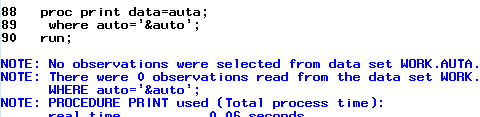 88 proc print data=auta;
89 where auto='&auto';
90 run;
NOTE: No observations were selected from data set WORK.AUTA.
NOTE: There were 0 observations read from the data set WORK.
WHERE auto='&auto';
NOTE: PROCEDURE PRINT used (Total process time):
real time 0.06 seconds